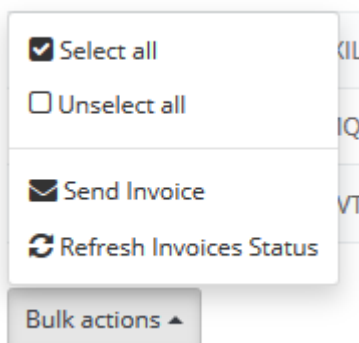 Select all
Unselect all
Send Invoice
Refresh Invoices Status
Bulk actions